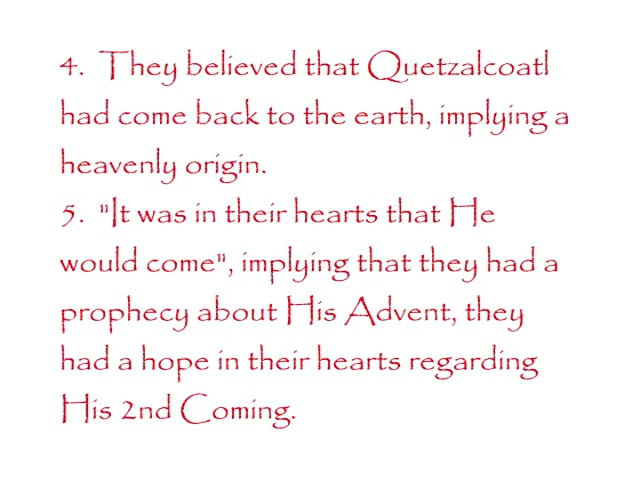 4.  They believed that Quetzalcoatl
had come back to the earth, implying a
heavenly origin.
5.  "It was in their hearts that He
would come", implying that they had a
prophecy about His Advent, they
had a hope in their hearts regarding
His 2nd Coming.